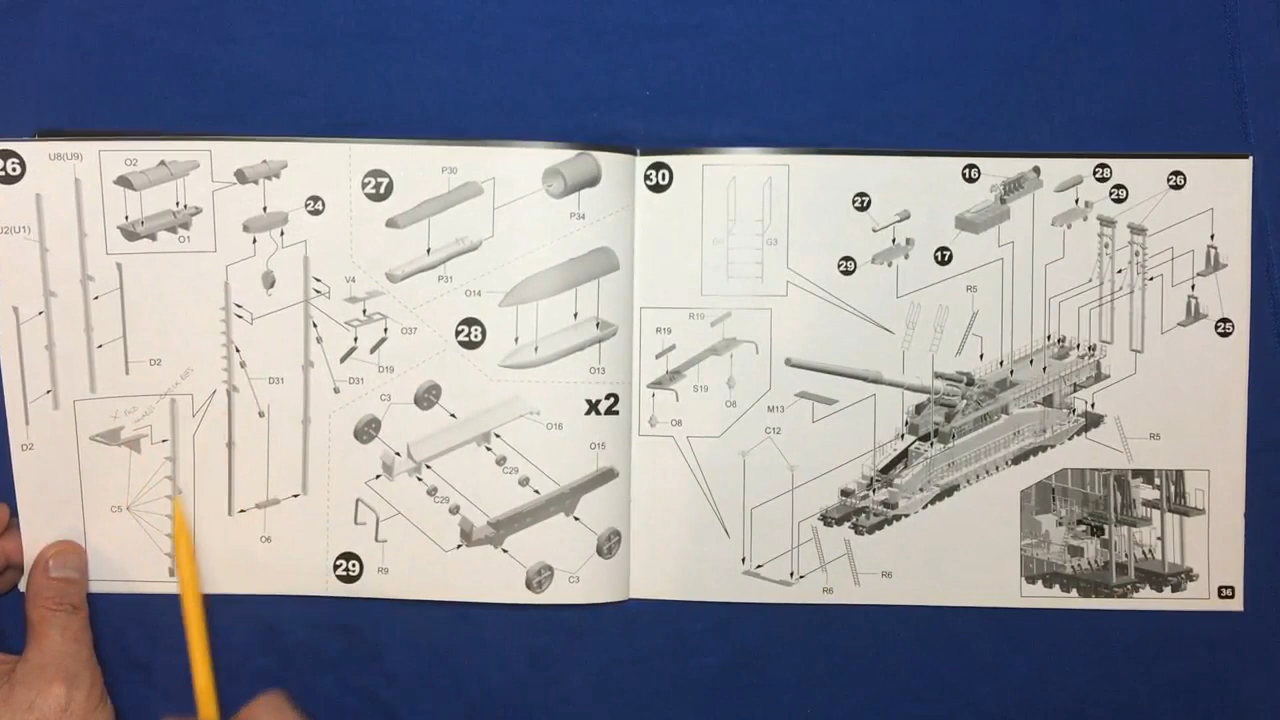 26
U8(U9)
O2
O1
24
J2(U1)
V4
O37
D19
D2
D31
D31
D2
C5
O6
27
P30
P34
P31
28
O14
O13
x2
C3
O16
O15
C29
C29
R9
C3
29
30
G3
16
28
29
26
27
17
29
25
R5
R19
R19
S19
O8
O8
M13
C12
R5
R6
R6
36